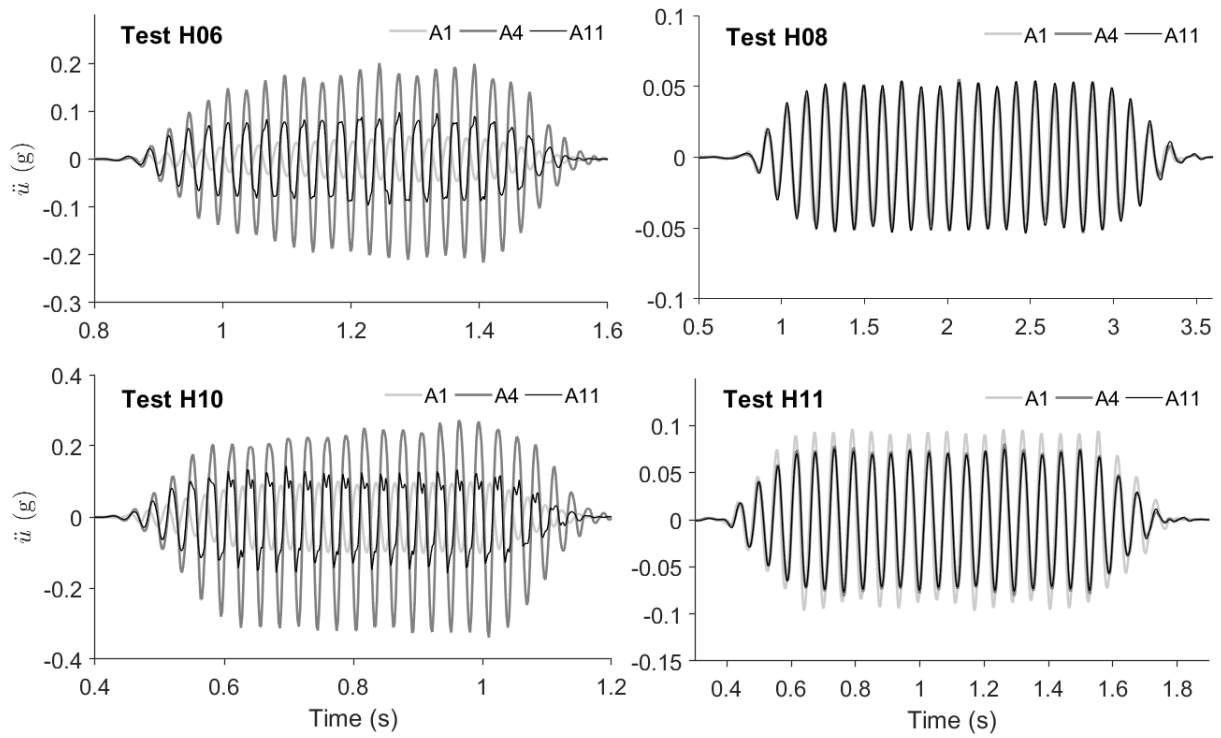 Test H06
A1 A4 A11
ü (g)
0.2
0.1
0
-0.1
-0.2
-0.3
0.8 1 1.2 1.4 1.6
Test H08
A1 A4 A11
0.1
0.05
0
-0.05
-0.1
0.5 1 1.5 2 2.5 3 3.5
Test H10
A1 A4 A11
ü (g)
0.4
0.2
0
-0.2
-0.4
0.4 0.6 0.8 1 1.2
Time (s)
Test H11
A1 A4 A11
0.1
0.05
0
-0.05
-0.1
-0.15
0.4 0.6 0.8 1 1.2 1.4 1.6 1.8
Time (s)